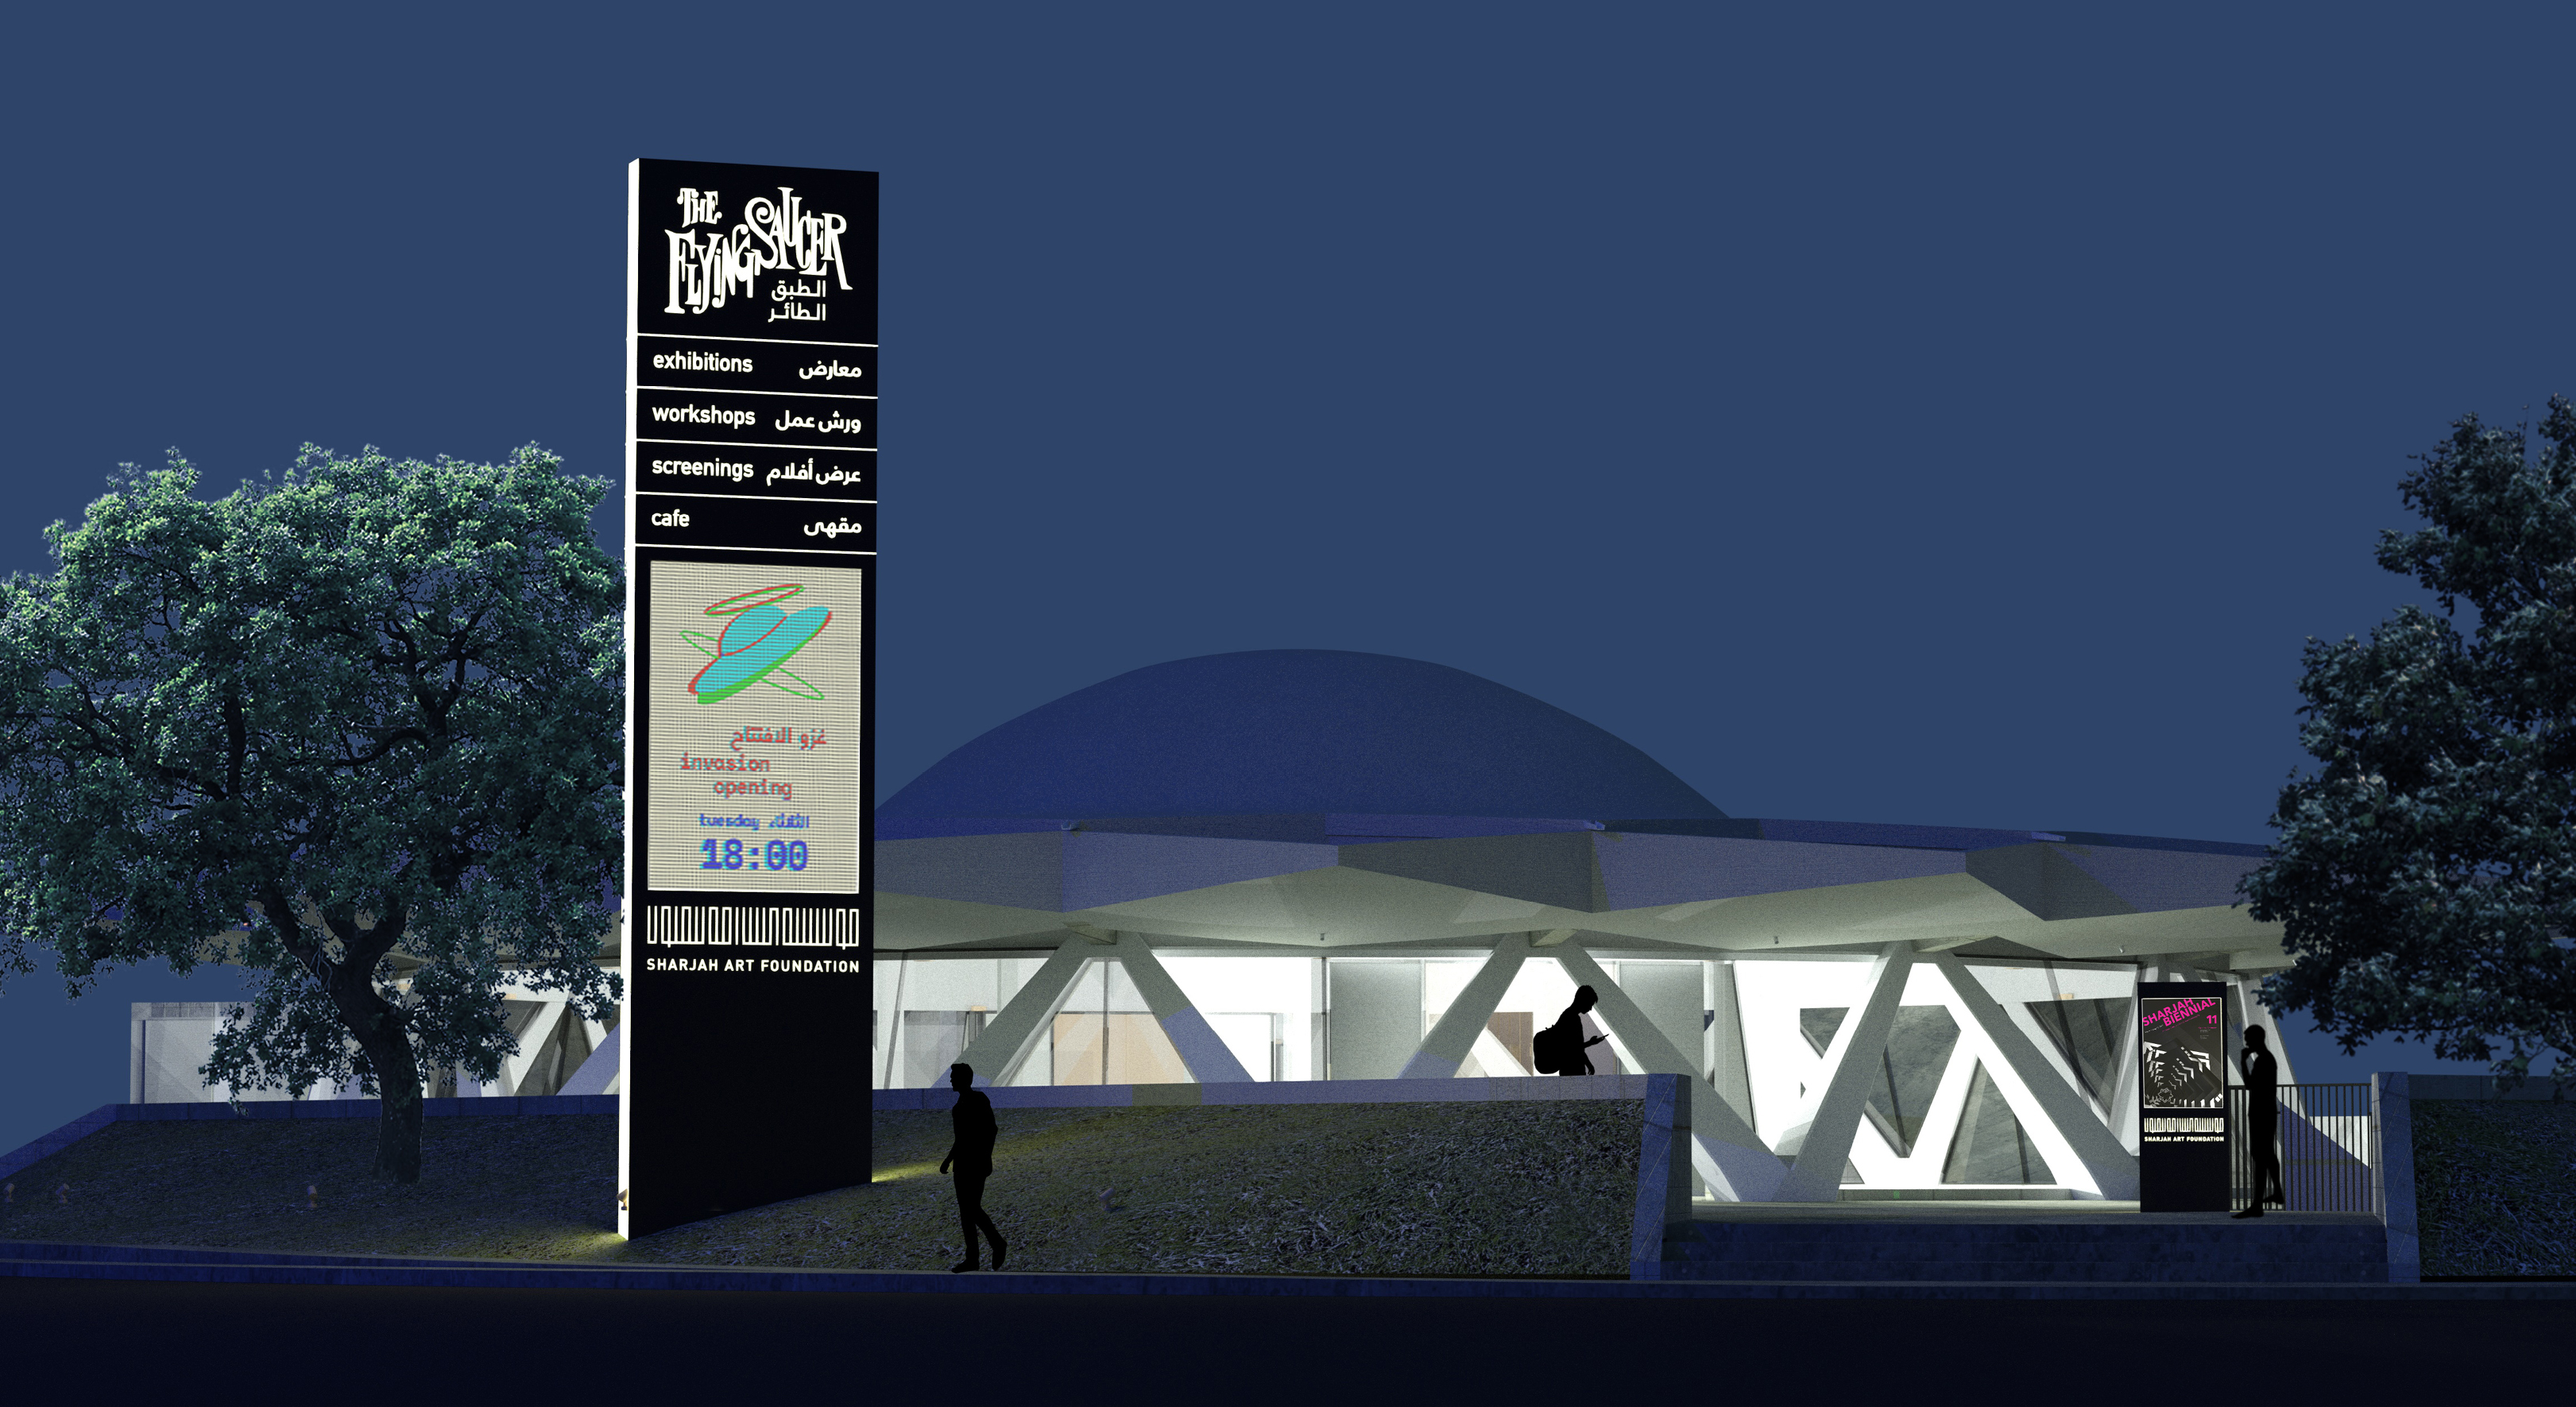 THE
FLYING SAUCER
الطبق
الطائر
exhibitions معارض
workshops ورش عمل
screenings عرض أفلام
cafe مقهى
غزو الافتتاح
invasion
opening
tuesday الثلاثاء
18:00
SHARJAH ART FOUNDATION
SHARJAH
BIENNIAL
11
SHARJAH ART FOUNDATION